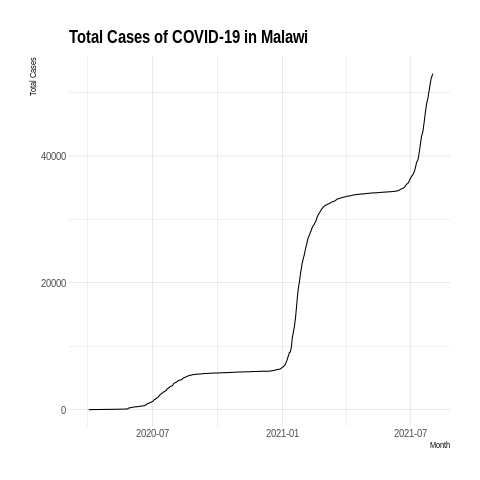 Total Cases of COVID-19 in Malawi
Total Cases
40000
20000
0
2020-07
2021-01
2021-07
Month